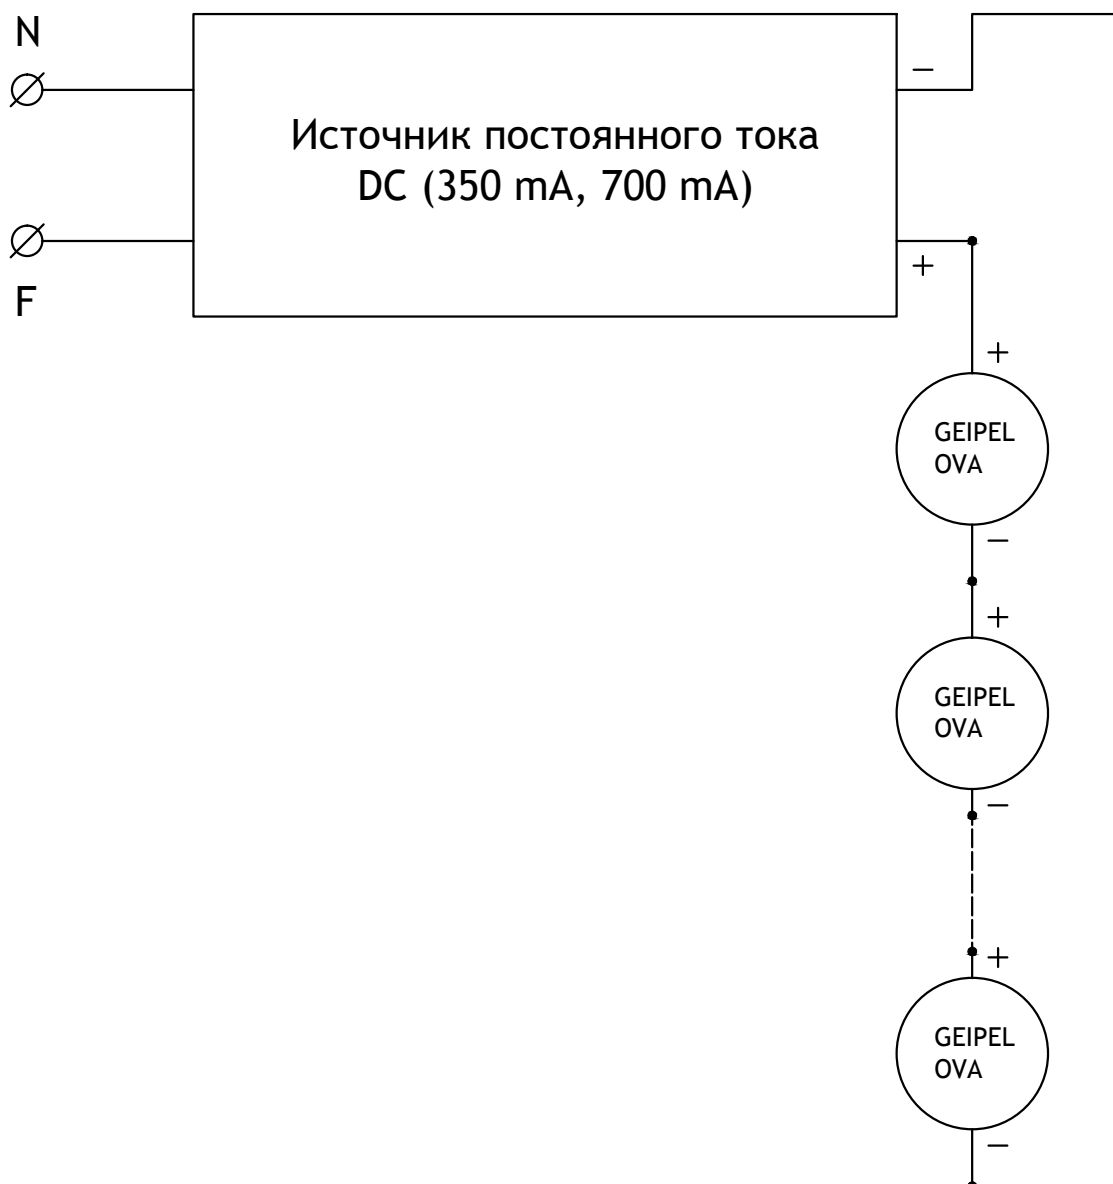 N
−
Источник постоянного тока
DC (350 mA, 700 mA)
+
F
+
GEIPEL
OVA
−
+
GEIPEL
OVA
−
+
GEIPEL
OVA
−